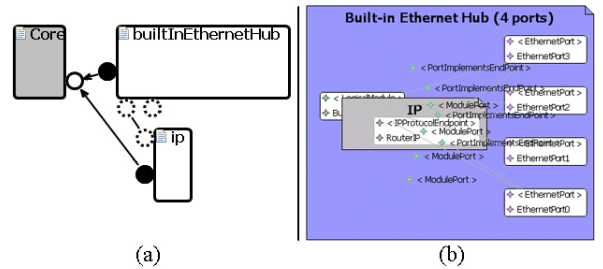 Core
builtInEthernetHub
ip
(a)
Built-in Ethernet Hub (4 ports)
< EthernetPort >
EthernetPort3
< PortImplementsEndPoint >
< EthernetPort >
EthernetPort2
< PortImplementsEndPoint >
< ModulePort >
IP
< PortImplementsEndPoint >
< IPProtocolEndpoint >
RouterIP
< ModulePort >
< PortImplementsEndPoint >
< EthernetPort >
EthernetPort1
< ModulePort >
< ModulePort >
< EthernetPort >
EthernetPort0
(b)